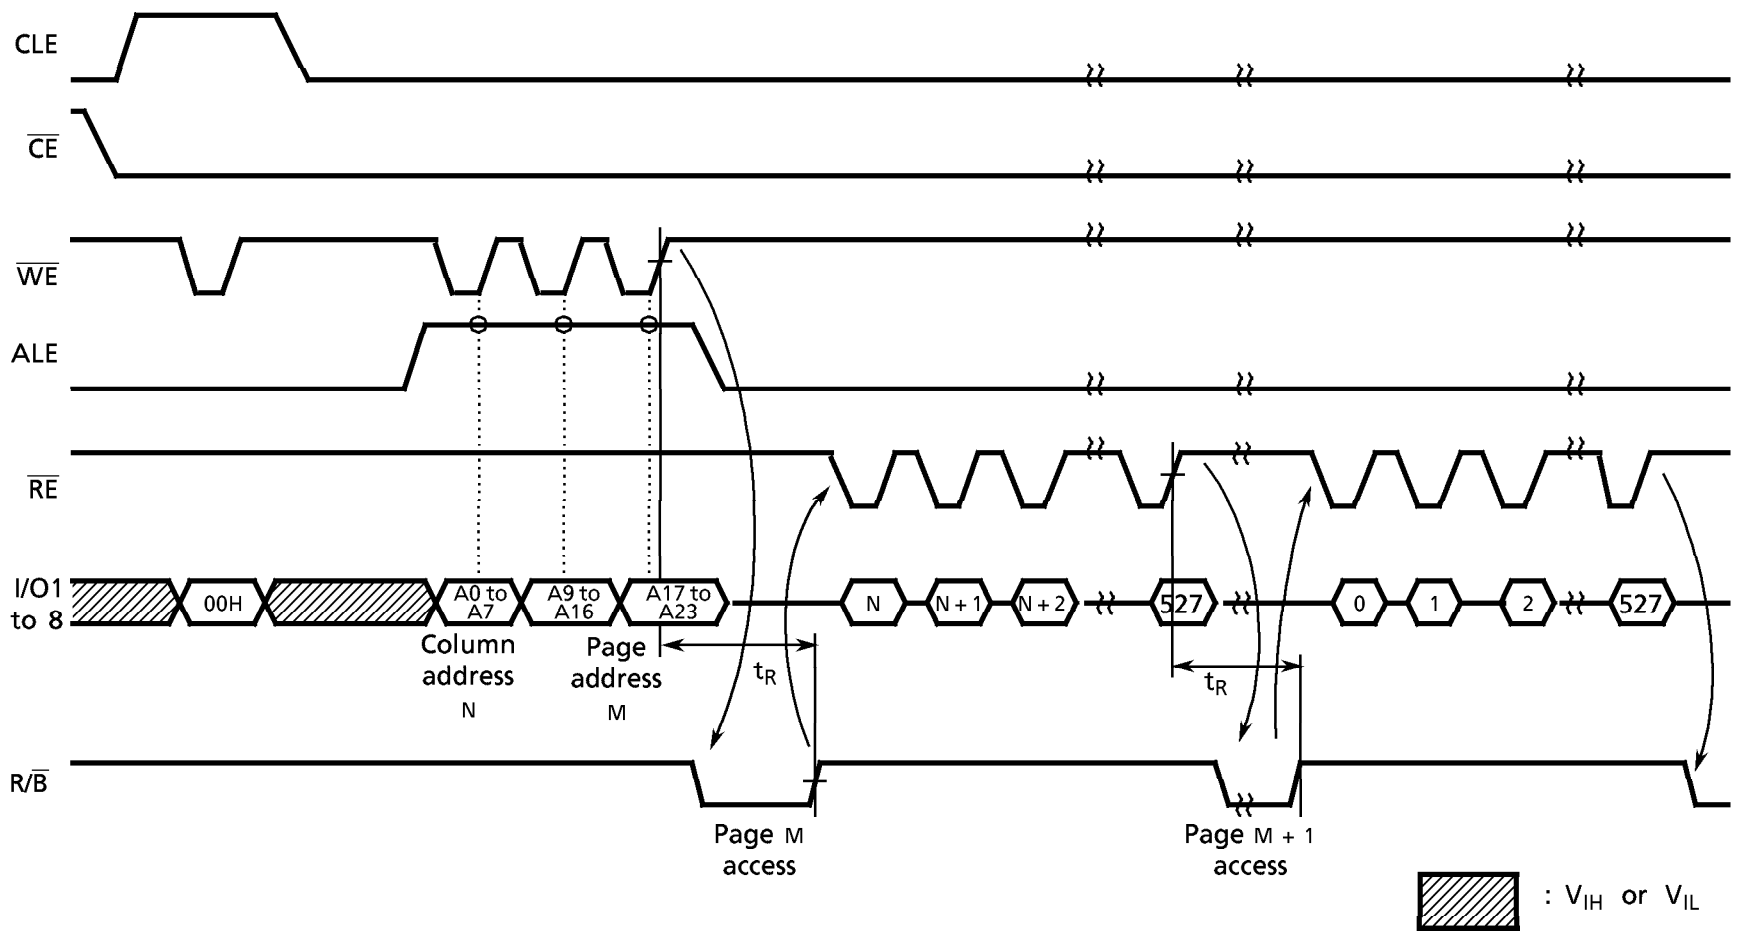 CLE
CE
WE
ALE
RE
I/O1
to 8
00H
A0 to
A7
A9 to
A16
A17 to
A23
N
N + 1
N + 2
527
0
1
2
527
Column
address
N
Page
address
M
tR
tR
R/B
Page M
access
Page M + 1
access
: VIH or VIL